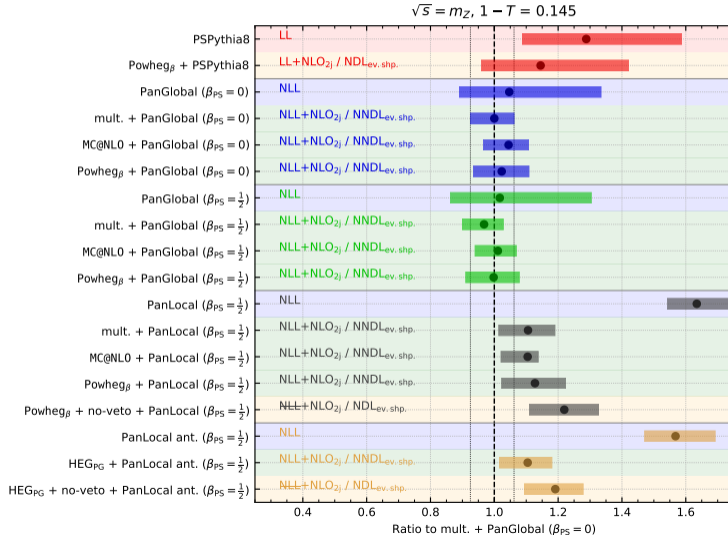 √s = m_Z, 1 − T = 0.145
PSPythia8 LL
Powheg_β + PSPythia8 LL+NLO_2j / NDL_ev. shp.
PanGlobal (β_PS = 0) NLL
mult. + PanGlobal (β_PS = 0) NLL+NLO_2j / NNDL_ev. shp.
MC@NLO + PanGlobal (β_PS = 0) NLL+NLO_2j / NNDL_ev. shp.
Powheg_β + PanGlobal (β_PS = 0) NLL+NLO_2j / NNDL_ev. shp.
PanGlobal (β_PS = 1/2) NLL
mult. + PanGlobal (β_PS = 1/2) NLL+NLO_2j / NNDL_ev. shp.
MC@NLO + PanGlobal (β_PS = 1/2) NLL+NLO_2j / NNDL_ev. shp.
Powheg_β + PanGlobal (β_PS = 1/2) NLL+NLO_2j / NNDL_ev. shp.
PanLocal (β_PS = 1/2) NLL
mult. + PanLocal (β_PS = 1/2) NLL+NLO_2j / NNDL_ev. shp.
MC@NLO + PanLocal (β_PS = 1/2) NLL+NLO_2j / NNDL_ev. shp.
Powheg_β + PanLocal (β_PS = 1/2) NLL+NLO_2j / NNDL_ev. shp.
Powheg_β + no-veto + PanLocal (β_PS = 1/2) NLL+NLO_2j / NDL_ev. shp.
PanLocal ant. (β_PS = 1/2) NLL
HEG_PG + PanLocal ant. (β_PS = 1/2) NLL+NLO_2j / NNDL_ev. shp.
HEG_PG + no-veto + PanLocal ant. (β_PS = 1/2) NLL+NLO_2j / NDL_ev. shp.
0.4 0.6 0.8 1.0 1.2 1.4 1.6
Ratio to mult. + PanGlobal (β_PS = 0)